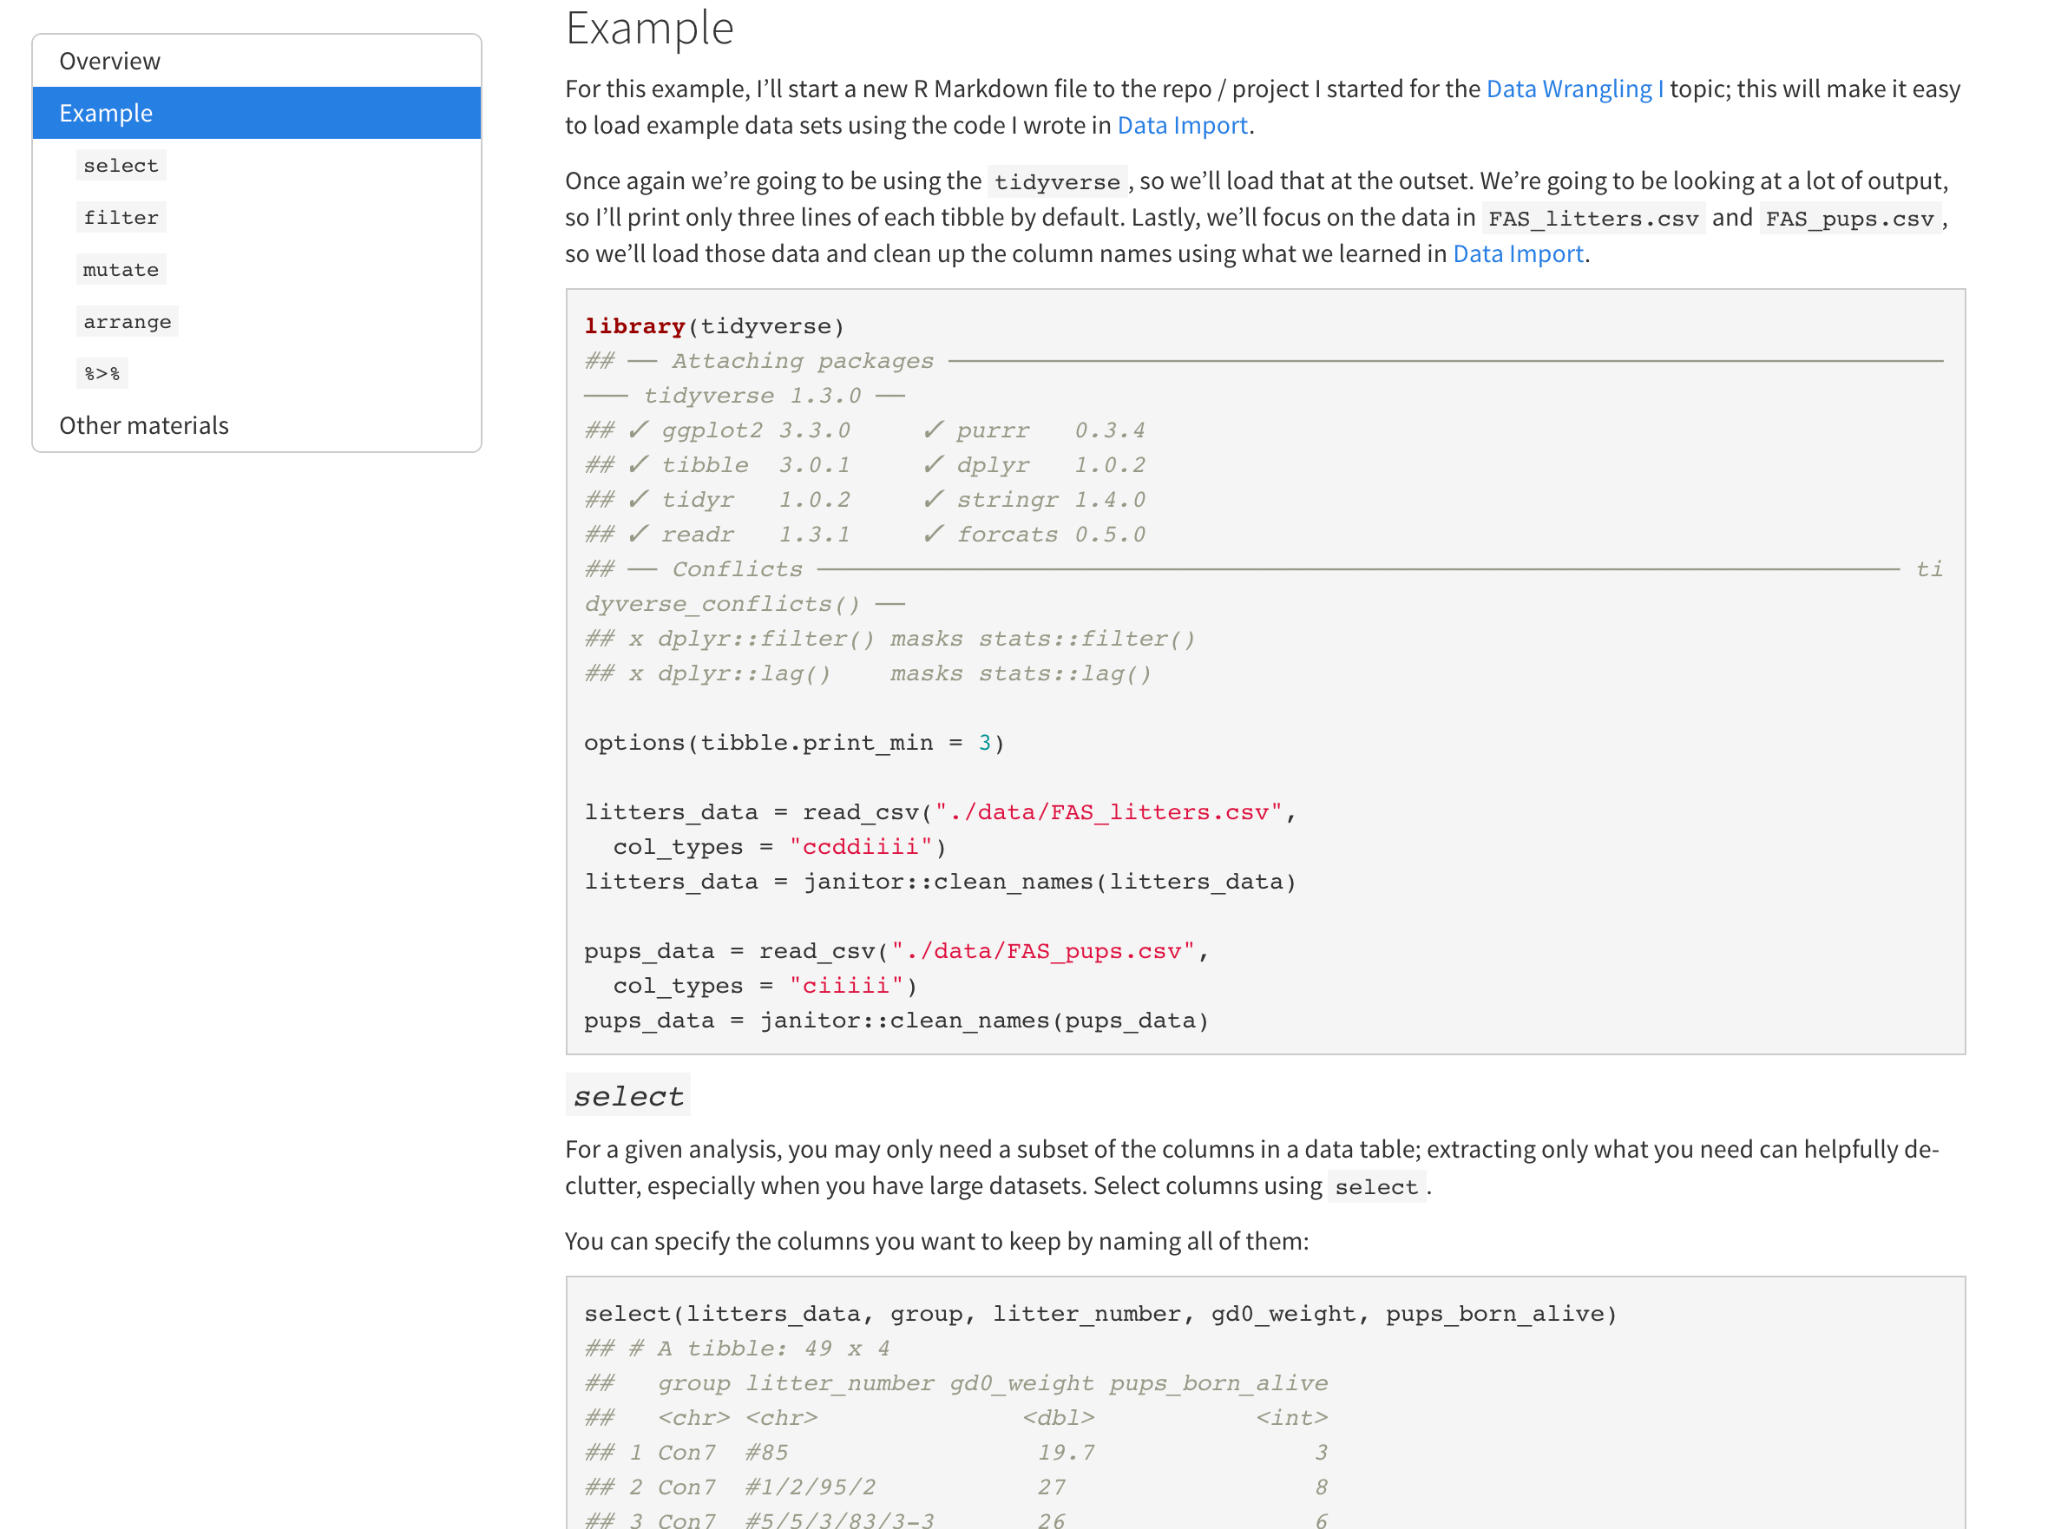 Overview
Example
select
filter
mutate
arrange
%>%
Other materials
Example
For this example, I’ll start a new R Markdown file to the repo / project I started for the Data Wrangling I topic; this will make it easy
to load example data sets using the code I wrote in Data Import.
Once again we’re going to be using the tidyverse, so we’ll load that at the outset. We’re going to be looking at a lot of output,
so I’ll print only three lines of each tibble by default. Lastly, we’ll focus on the data in FAS_litters.csv and FAS_pups.csv,
so we’ll load those data and clean up the column names using what we learned in Data Import.
library(tidyverse)
## ── Attaching packages ────────────────────────────────────────────────────────────────────
─── tidyverse 1.3.0 ──
## ✓ ggplot2 3.3.0     ✓ purrr   0.3.4
## ✓ tibble  3.0.1     ✓ dplyr   1.0.2
## ✓ tidyr   1.0.2     ✓ stringr 1.4.0
## ✓ readr   1.3.1     ✓ forcats 0.5.0
## ── Conflicts ────────────────────────────────────────────────────────────────────────── ti
dyverse_conflicts() ──
## x dplyr::filter() masks stats::filter()
## x dplyr::lag()    masks stats::lag()
options(tibble.print_min = 3)
litters_data = read_csv("./data/FAS_litters.csv",
  col_types = "ccddiiii")
litters_data = janitor::clean_names(litters_data)
pups_data = read_csv("./data/FAS_pups.csv",
  col_types = "ciiiii")
pups_data = janitor::clean_names(pups_data)
select
For a given analysis, you may only need a subset of the columns in a data table; extracting only what you need can helpfully de-
clutter, especially when you have large datasets. Select columns using select.
You can specify the columns you want to keep by naming all of them:
select(litters_data, group, litter_number, gd0_weight, pups_born_alive)
## # A tibble: 49 x 4
##   group litter_number gd0_weight pups_born_alive
##   <chr> <chr>              <dbl>           <int>
## 1 Con7  #85                 19.7               3
## 2 Con7  #1/2/95/2           27                 8
## 3 Con7  #5/5/3/83/3-3       26                 6